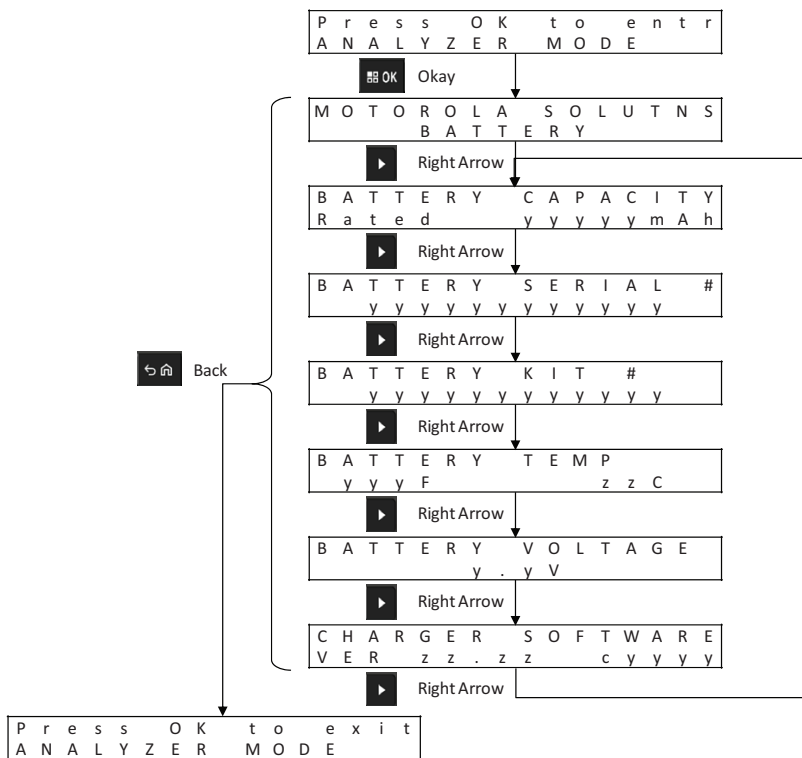 Press OK to entr
ANALYZER MODE
OK Okay
MOTOROLA SOLUTNS
BATTERY
Right Arrow
BATTERY CAPACITY
Rated yyyyymAh
Right Arrow
BATTERY SERIAL #
yyyyyyyyyyyy
Right Arrow
Back
BATTERY KIT #
yyyyyyyyyyyy
Right Arrow
BATTERY TEMP
yyyF zzC
Right Arrow
BATTERY VOLTAGE
y.yV
Right Arrow
CHARGER SOFTWARE
VER zz.zz cyyyy
Right Arrow
Press OK to exit
ANALYZER MODE